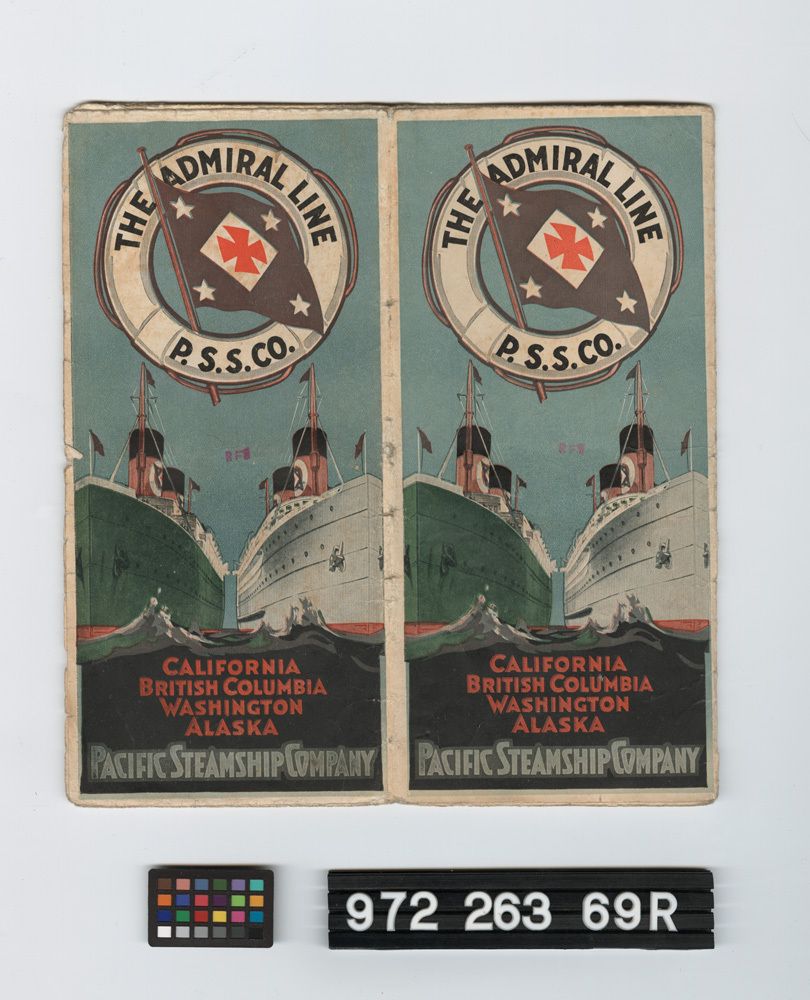 THE ADMIRAL LINE
P.S.S.CO.
CALIFORNIA
BRITISH COLUMBIA
WASHINGTON
ALASKA
PACIFIC STEAMSHIP COMPANY
THE ADMIRAL LINE
P.S.S.CO.
CALIFORNIA
BRITISH COLUMBIA
WASHINGTON
ALASKA
PACIFIC STEAMSHIP COMPANY
972 263 69R